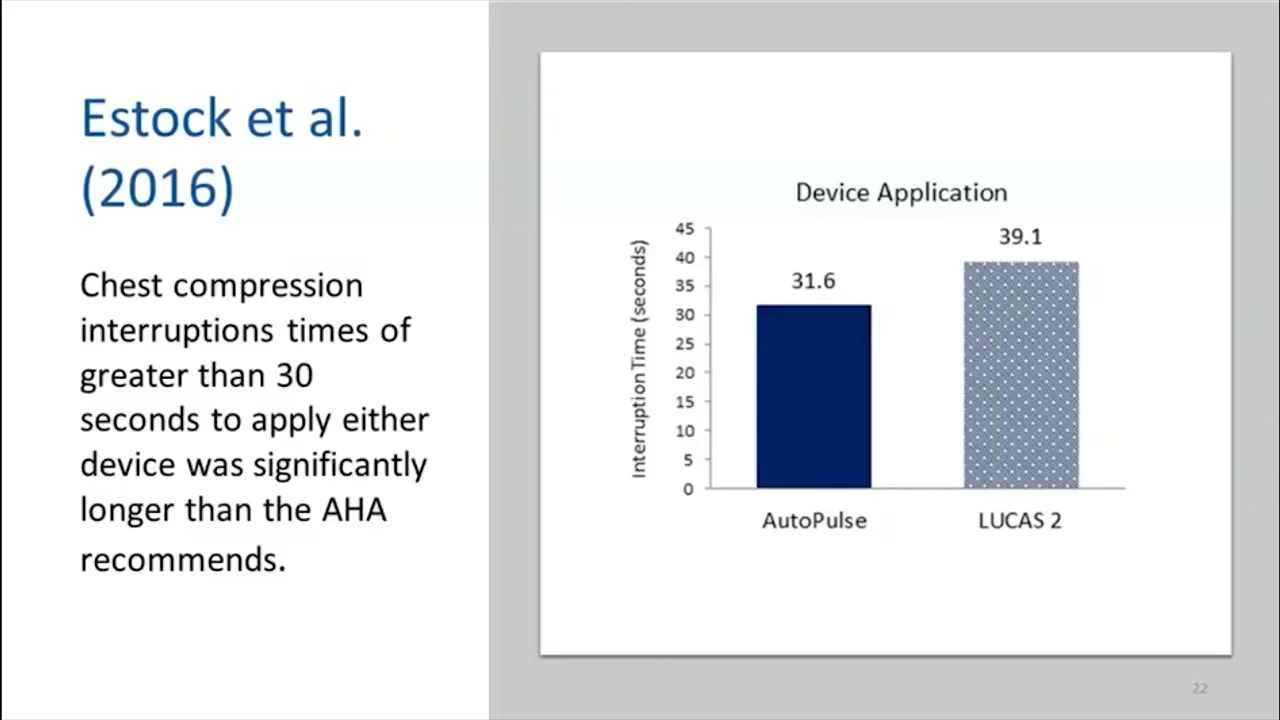 Estock et al.
(2016)
Chest compression
interruptions times of
greater than 30
seconds to apply either
device was significantly
longer than the AHA
recommends.
Device Application
Interruption Time (seconds)
45
40
35
30
25
20
15
10
5
0
31.6
39.1
AutoPulse
LUCAS 2
22